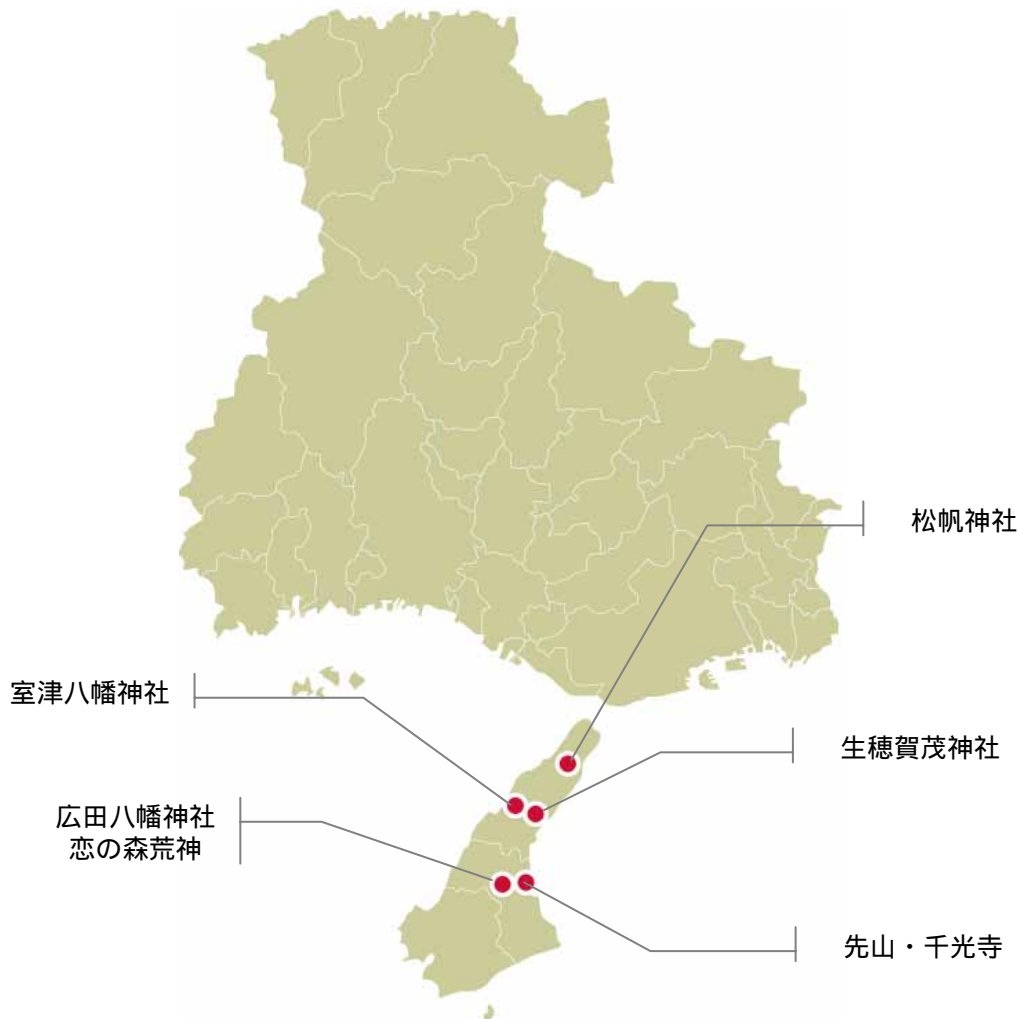 松帆神社
室津八幡神社
生穂賀茂神社
広田八幡神社
恋の森荒神
先山・千光寺